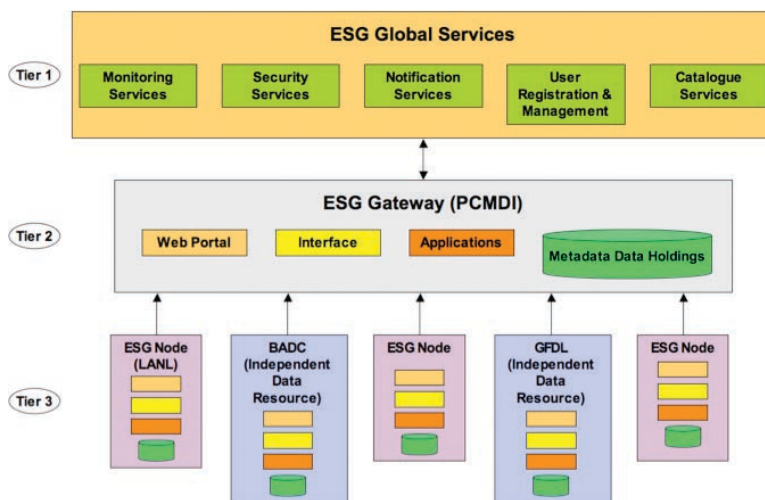 ESG Global Services
Tier 1
Monitoring
Services
Security
Services
Notification
Services
User
Registration &
Management
Catalogue
Services
ESG Gateway (PCMDI)
Tier 2
Web Portal
Interface
Applications
Metadata Data Holdings
Tier 3
ESG Node
(LANL)
BADC
(Independent
Data
Resource)
ESG Node
GFDL
(Independent
Data
Resource)
ESG Node